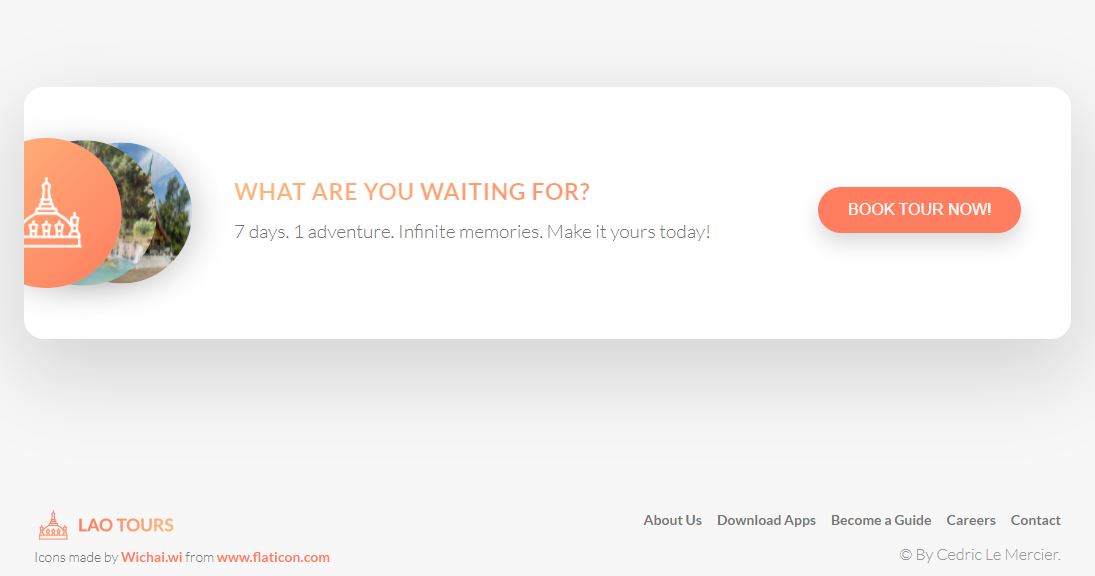 WHAT ARE YOU WAITING FOR?
7 days. 1 adventure. Infinite memories. Make it yours today!
BOOK TOUR NOW!
LAO TOURS
Icons made by Wichai.wi from www.flaticon.com
About Us Download Apps Become a Guide Careers Contact
© By Cedric Le Mercier.